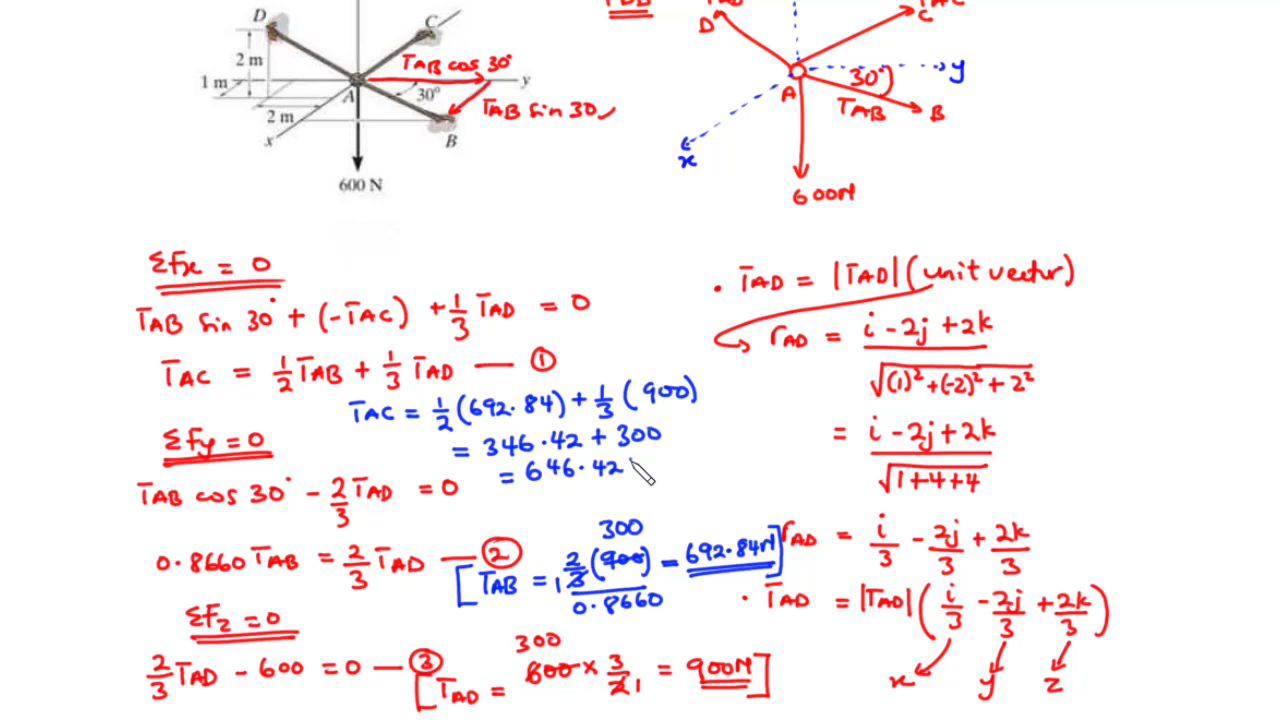 D
C
2 m
1 m
A
2 m
x
30°
y
B
600 N
TAB cos 30°
TAB sin 30
D
C
y
30°
A
TAB
B
x
600N
ΣFx = 0
TAB sin 30° + (-TAC) + 1/3 TAD = 0
TAC = 1/2 TAB + 1/3 TAD — ①
TAC = 1/2 (692.84) + 1/3 (900)
= 346.42 + 300
= 646.42
ΣFy = 0
TAB cos 30° - 2/3 TAD = 0
0.8660 TAB = 2/3 TAD — ②
[TAB = 2/3 (900) 300 1 / 0.8660 = 692.84N]
ΣFz = 0
2/3 TAD - 600 = 0 — ③
[TAD = 600 300 × 3/2 1 = 900N]
• TAD = |TAD| (unit vector)
rAD = i - 2j + 2k / √(1)² + (-2)² + 2²
= i - 2j + 2k / √1+4+4
rAD = i/3 - 2j/3 + 2k/3
• TAD = |TAD| (i/3 - 2j/3 + 2k/3)
x y z